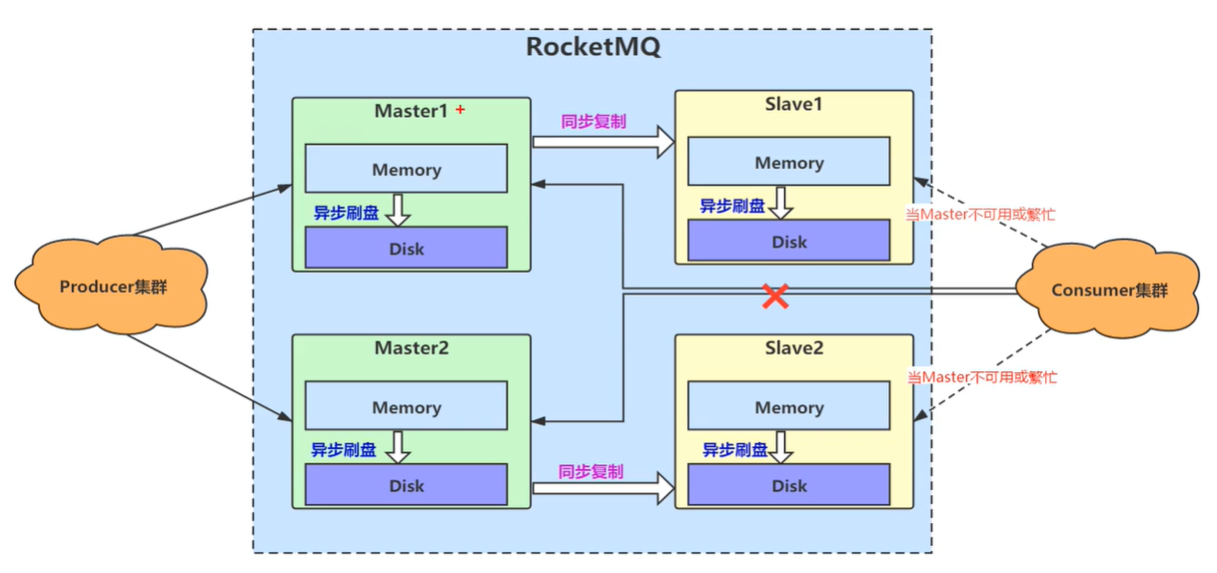 RocketMQ
Master1 +
Memory
异步刷盘
Disk
同步复制
Slave1
Memory
异步刷盘
Disk
当Master不可用或繁忙
Producer集群
Consumer集群
Master2
Memory
异步刷盘
Disk
同步复制
Slave2
Memory
异步刷盘
Disk
当Master不可用或繁忙